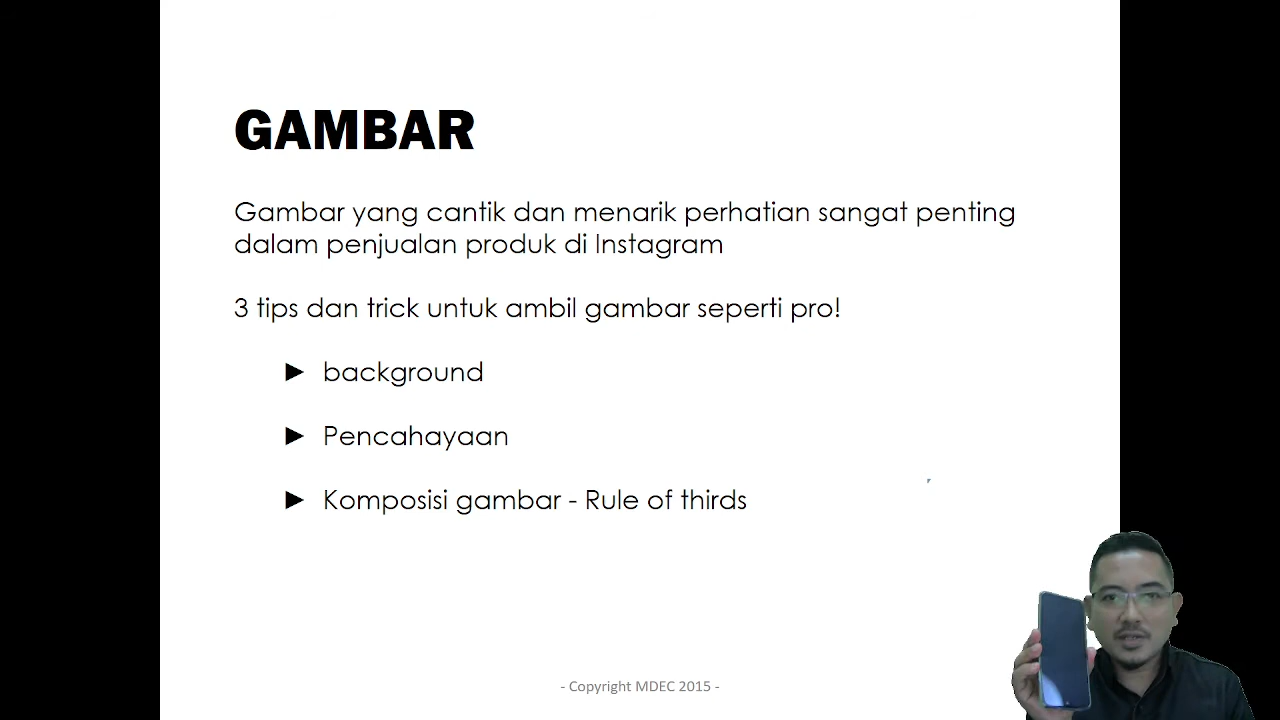 GAMBAR
Gambar yang cantik dan menarik perhatian sangat penting
dalam penjualan produk di Instagram
3 tips dan trick untuk ambil gambar seperti pro!
► background
► Pencahayaan
► Komposisi gambar - Rule of thirds
- Copyright MDEC 2015 -